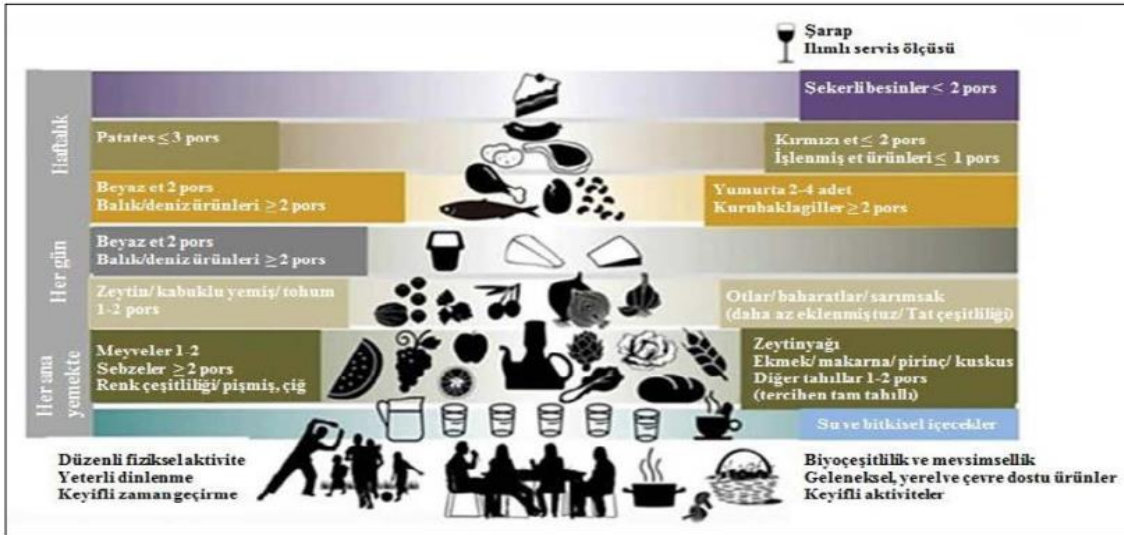 Şarap
Ilımlı servis ölçüsü
Haftalık
Şekerli besinler < 2 pors
Patates ≤ 3 pors
Kırmızı et ≤ 2 pors
İşlenmiş et ürünleri ≤ 1 pors
Beyaz et 2 pors
Balık/deniz ürünleri ≥ 2 pors
Yumurta 2-4 adet
Kurubaklagiller ≥ 2 pors
Her gün
Beyaz et 2 pors
Balık/deniz ürünleri ≥ 2 pors
Zeytin/ kabuklu yemiş/ tohum
1-2 pors
Otlar/ baharatlar/ sarımsak
(daha az eklenmiş tuz/ Tat çeşitliliği)
Her ana
yemekte
Meyveler 1-2
Sebzeler ≥ 2 pors
Renk çeşitliliği/ pişmiş, çiğ
Zeytinyağı
Ekmek/ makarna/ pirinç/ kuskus
Diğer tahıllar 1-2 pors
(tercihen tam tahıllı)
Su ve bitkisel içecekler
Düzenli fiziksel aktivite
Yeterli dinlenme
Keyifli zaman geçirme
Biyoçeşitlilik ve mevsimsellik
Geleneksel, yerel ve çevre dostu ürünler
Keyifli aktiviteler